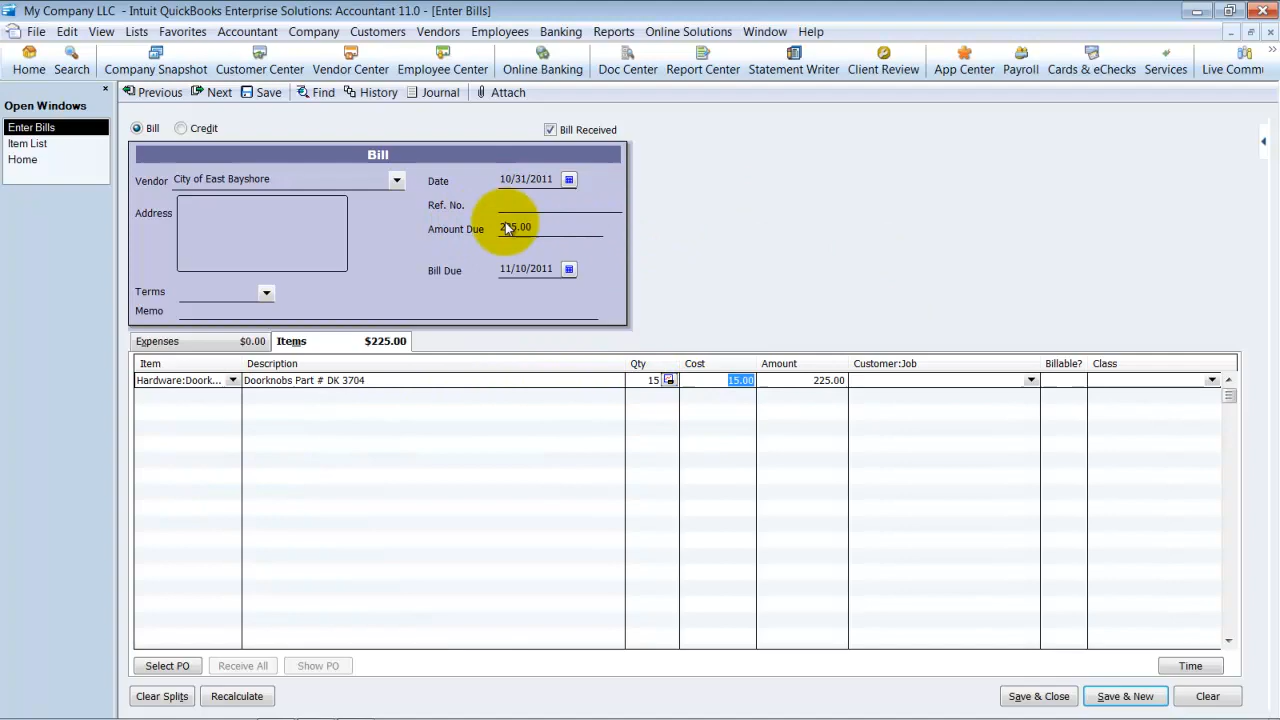 My Company LLC - Intuit QuickBooks Enterprise Solutions: Accountant 11.0 - [Enter Bills]
File Edit View Lists Favorites Accountant Company Customers Vendors Employees Banking Reports Online Solutions Window Help
Home Search Company Snapshot Customer Center Vendor Center Employee Center Online Banking Doc Center Report Center Statement Writer Client Review App Center Payroll Cards & eChecks Services Live Commu
Open Windows
Enter Bills
Item List
Home
Previous Next Save Find History Journal Attach
Bill Credit Bill Received
Bill
Vendor City of East Bayshore Date 10/31/2011
Address Ref. No.
Amount Due 225.00
Bill Due 11/10/2011
Terms
Memo
Expenses $0.00 Items $225.00
Item Description Qty Cost Amount Customer:Job Billable? Class
Hardware:Doork... Doorknobs Part # DK 3704 15 15.00 225.00
Select PO Receive All Show PO Time
Clear Splits Recalculate Save & Close Save & New Clear